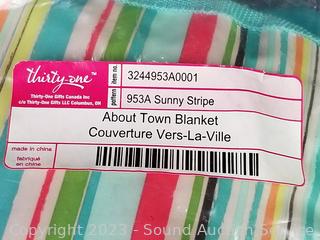 thirty-one™
Thirty-One Gifts Canada Inc
c/o Thirty-One Gifts LLC Columbus, OH
item no.
3244953A0001
pattern
953A Sunny Stripe
About Town Blanket
Couverture Vers-La-Ville
made in china
fabriqué en
chine
Copyright 2023 - Sound Auction Service